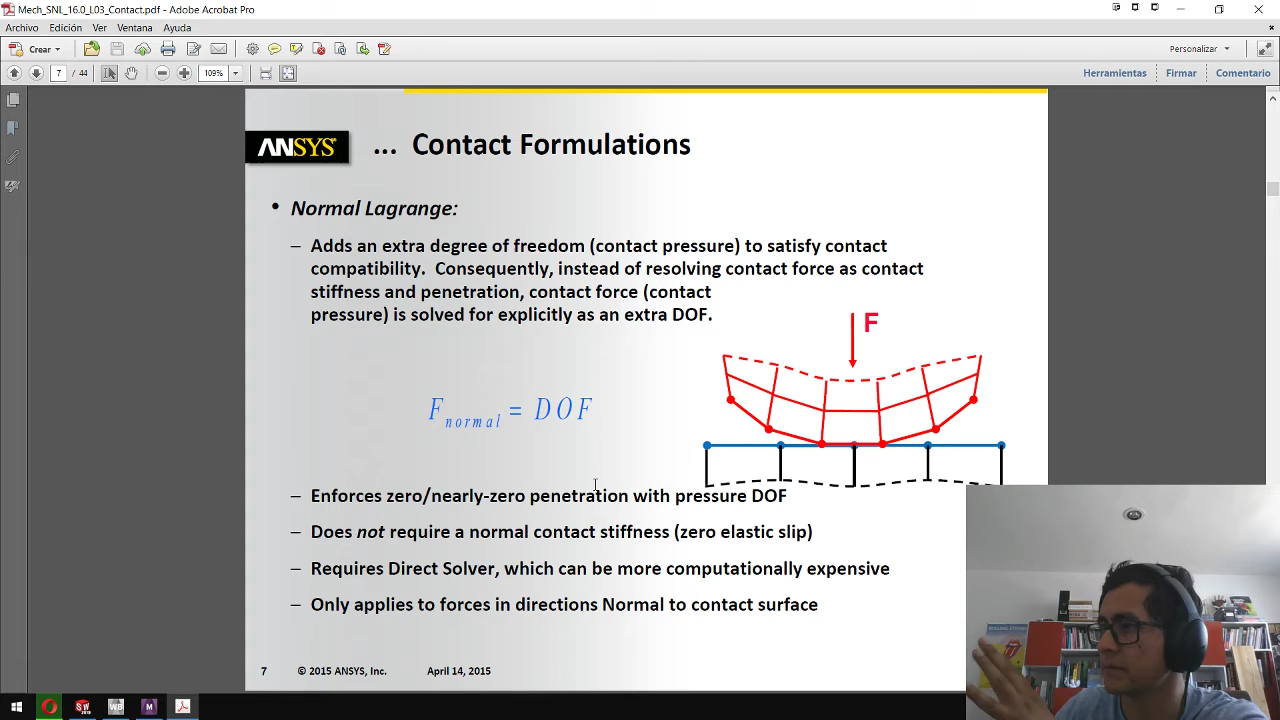 Mech_SNL_16.0_L03_Contact.pdf - Adobe Acrobat Pro
Archivo Edición Ver Ventana Ayuda
Crear
Personalizar
7 / 44
109%
Herramientas Firmar Comentario
ANSYS
... Contact Formulations
• Normal Lagrange:
– Adds an extra degree of freedom (contact pressure) to satisfy contact
compatibility. Consequently, instead of resolving contact force as contact
stiffness and penetration, contact force (contact
pressure) is solved for explicitly as an extra DOF.
F
F normal = D O F
– Enforces zero/nearly-zero penetration with pressure DOF
– Does not require a normal contact stiffness (zero elastic slip)
– Requires Direct Solver, which can be more computationally expensive
– Only applies to forces in directions Normal to contact surface
7 © 2015 ANSYS, Inc. April 14, 2015
SW
WB
M